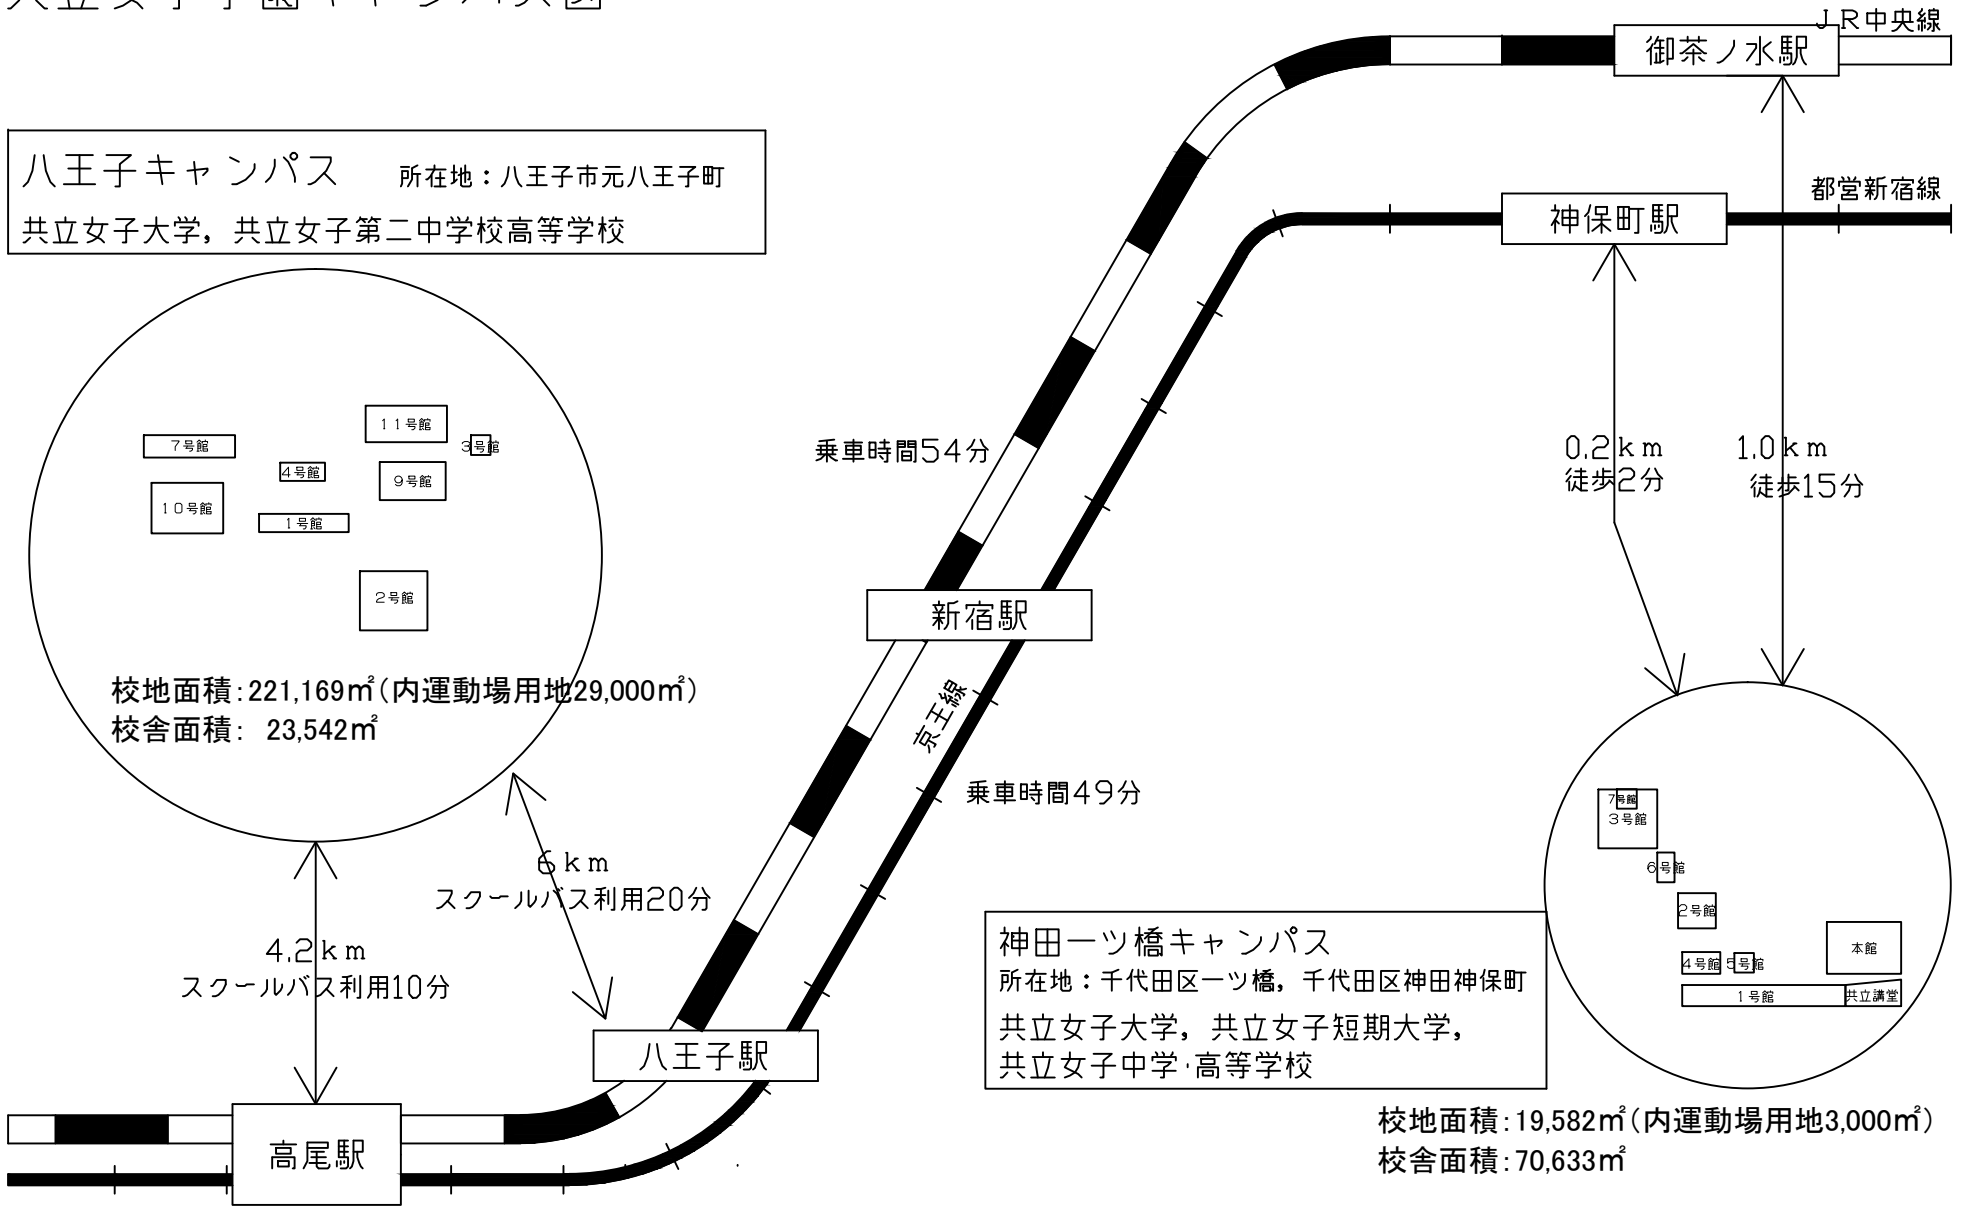 共立女子学園キャンパス図
JR中央線
御茶ノ水駅
八王子キャンパス 所在地：八王子市元八王子町
共立女子大学，共立女子第二中学校高等学校
都営新宿線
神保町駅
11号館
7号館
3号館
4号館
9号館
10号館
1号館
2号館
校地面積：221,169㎡（内運動場用地29,000㎡）
校舎面積： 23,542㎡
乗車時間54分
0.2km
徒歩2分
1.0km
徒歩15分
新宿駅
京王線
乗車時間49分
6km
スクールバス利用20分
4.2km
スクールバス利用10分
7号館
3号館
6号館
2号館
本館
4号館
5号館
1号館
共立講堂
神田一ツ橋キャンパス
所在地：千代田区一ツ橋，千代田区神田神保町
共立女子大学，共立女子短期大学，
共立女子中学・高等学校
八王子駅
高尾駅
校地面積：19,582㎡（内運動場用地3,000㎡）
校舎面積：70,633㎡